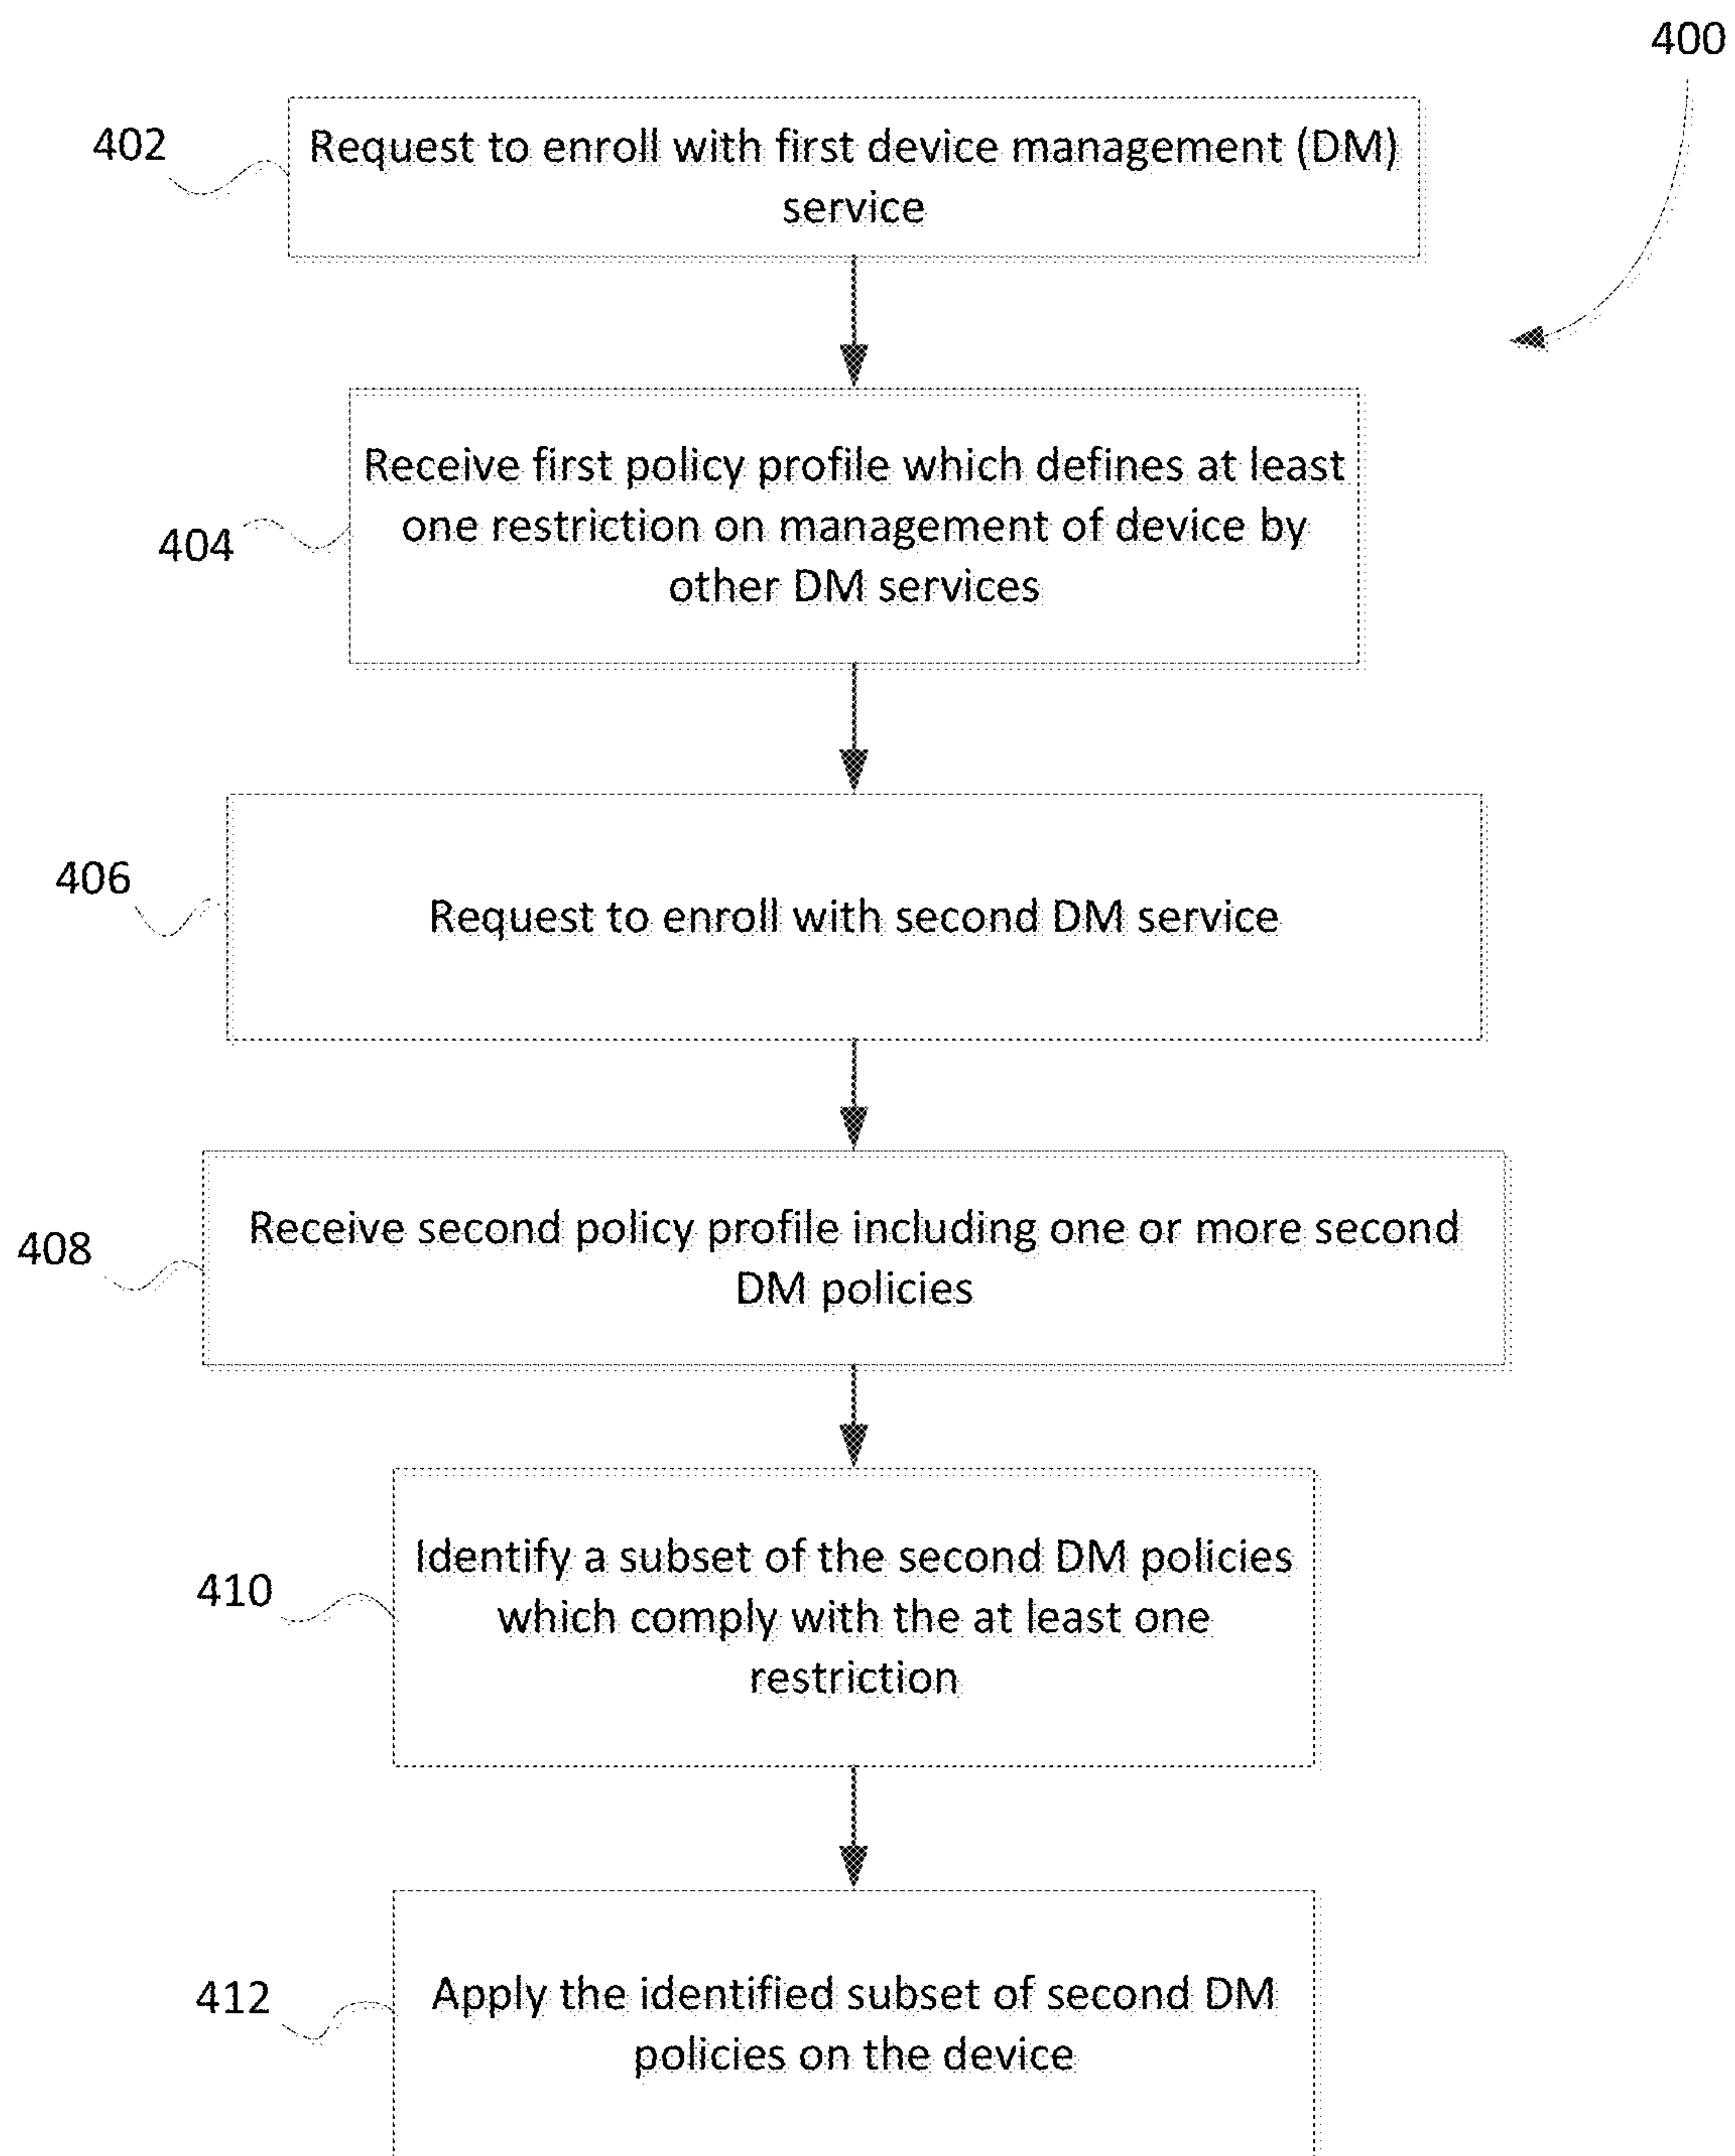 400
402
Request to enroll with first device management (DM)
service
404
Receive first policy profile which defines at least
one restriction on management of device by
other DM services
406
Request to enroll with second DM service
408
Receive second policy profile including one or more second
DM policies
410
Identify a subset of the second DM policies
which comply with the at least one
restriction
412
Apply the identified subset of second DM
policies on the device